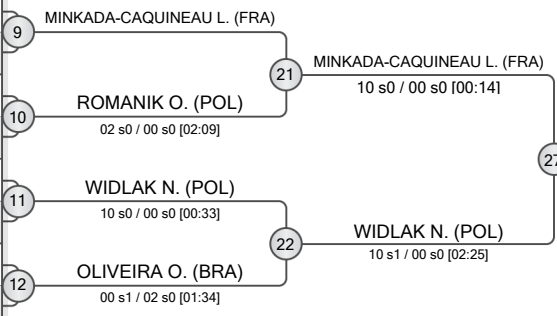 9
MINKADA-CAQUINEAU L. (FRA)
21
MINKADA-CAQUINEAU L. (FRA)
10 s0 / 00 s0 [00:14]
10
ROMANIK O. (POL)
02 s0 / 00 s0 [02:09]
27
11
WIDLAK N. (POL)
10 s0 / 00 s0 [00:33]
22
WIDLAK N. (POL)
10 s1 / 00 s0 [02:25]
12
OLIVEIRA O. (BRA)
00 s1 / 02 s0 [01:34]